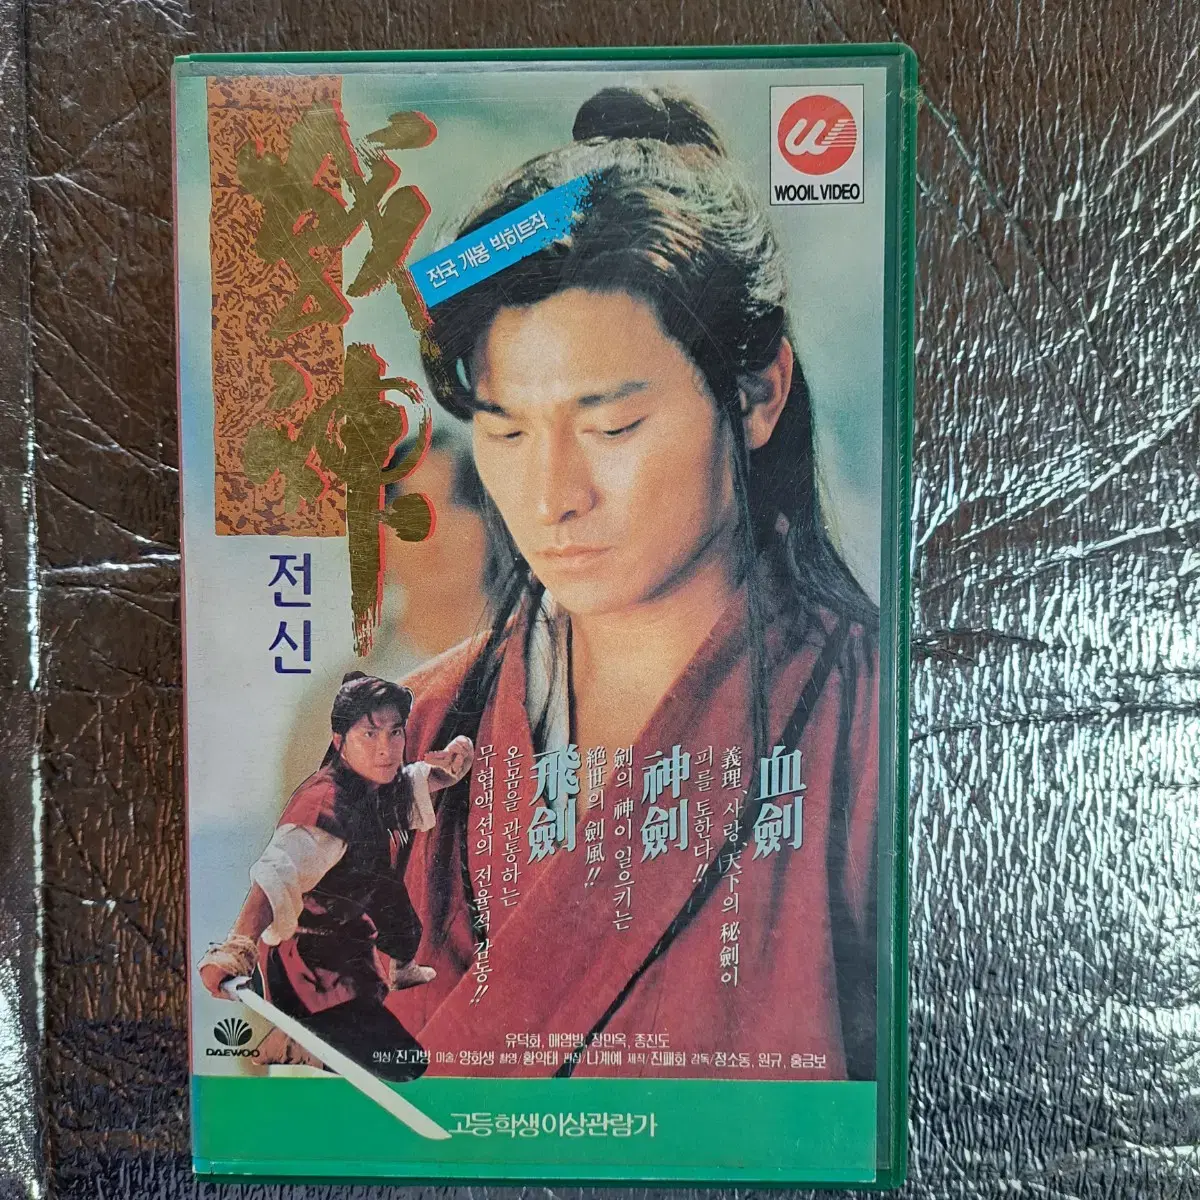 戰神
WOOIL VIDEO
전국 개봉 빅히트작
전신
血劍
義理、사랑、天下의 秘劍이
피를 토한다!!
神劍
劍의 神이 일으키는
絶世의 劍風!!
飛劍
온몸을 관통하는
무협액션의 전율적 감동!!
DAEWOO
유덕화, 매염방, 장민옥, 종진도
의상/진고방 미술/양회생 촬영/황악태 편집/나계예 제작/진패화 감독/정소동, 원규, 홍금보
고등학생이상관람가